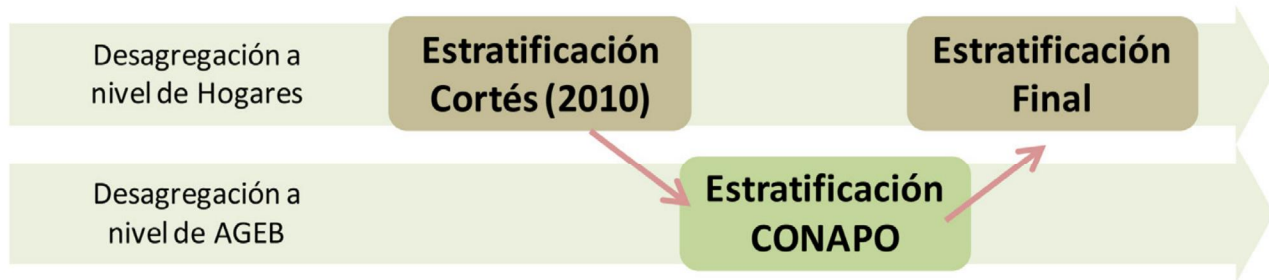 Desagregación a
nivel de Hogares
Estratificación
Cortés (2010)
Estratificación
Final
Desagregación a
nivel de AGEB
Estratificación
CONAPO